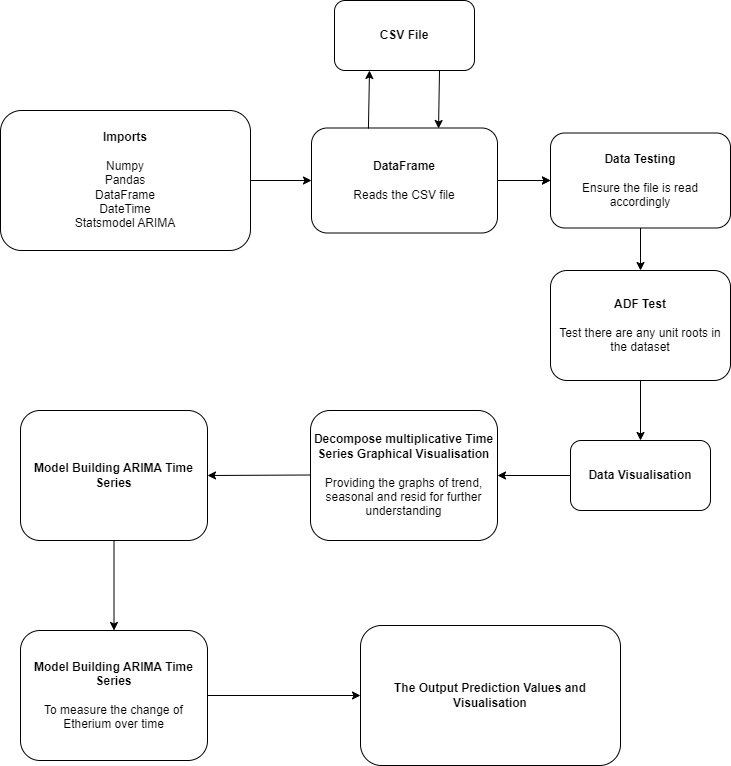 CSV File
Imports
Numpy
Pandas
DataFrame
DateTime
Statsmodel ARIMA
DataFrame
Reads the CSV file
Data Testing
Ensure the file is read
accordingly
ADF Test
Test there are any unit roots in
the dataset
Data Visualisation
Decompose multiplicative Time
Series Graphical Visualisation
Providing the graphs of trend,
seasonal and resid for further
understanding
Model Building ARIMA Time
Series
Model Building ARIMA Time
Series
To measure the change of
Etherium over time
The Output Prediction Values and
Visualisation